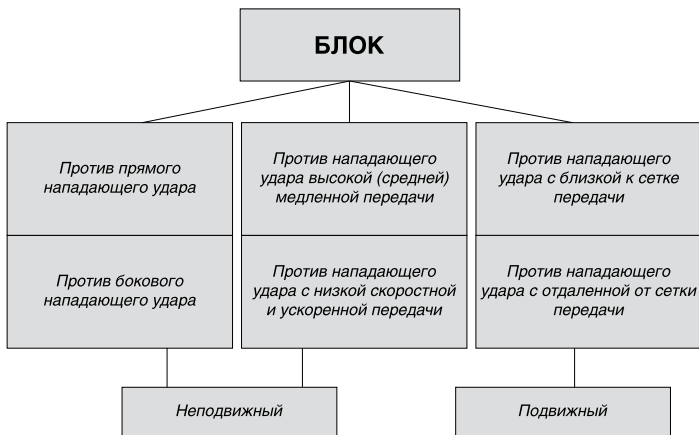 БЛОК
Против прямого
нападающего удара
Против нападающего
удара высокой (средней)
медленной передачи
Против нападающего
удара с близкой к сетке
передачи
Против бокового
нападающего удара
Против нападающего
удара с низкой скоростной
и ускоренной передачи
Против нападающего
удара с отдаленной от сетки
передачи
Неподвижный
Подвижный